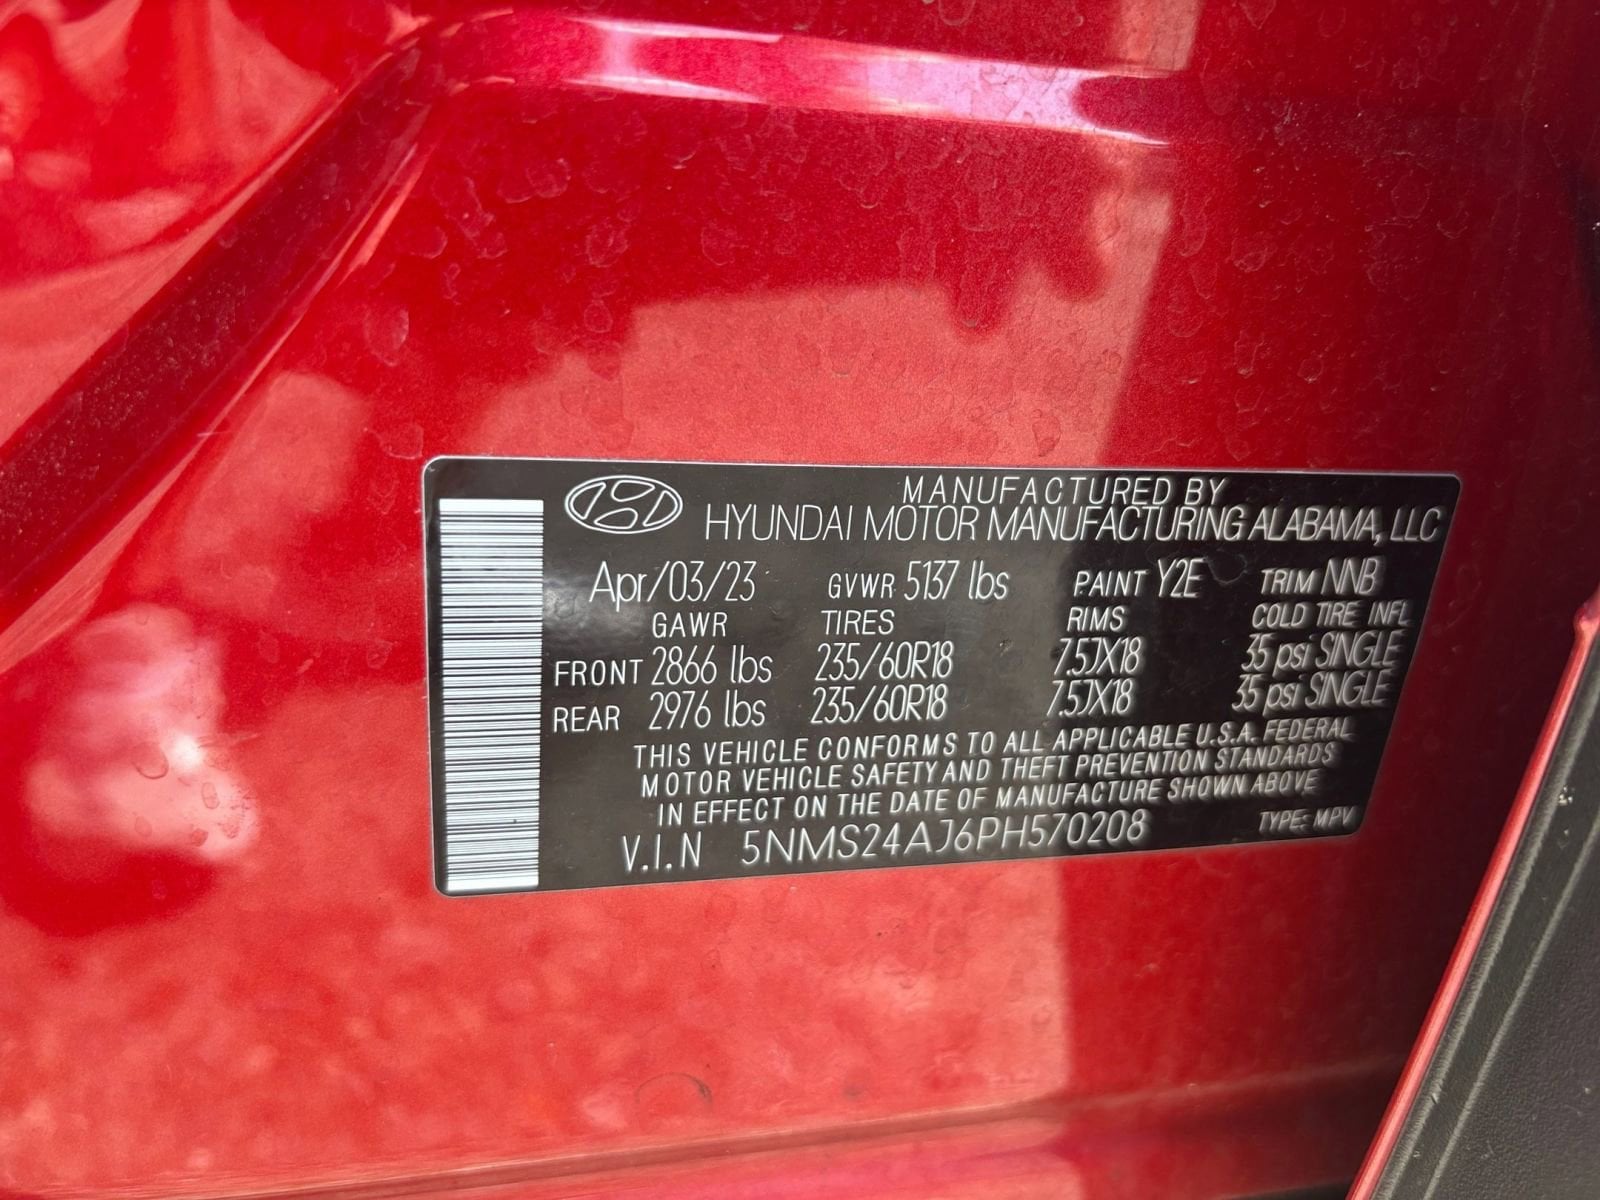 MANUFACTURED BY
HYUNDAI MOTOR MANUFACTURING ALABAMA, LLC
Apr/03/23 GVWR 5137 lbs PAINT Y2E TRIM NNB
GAWR TIRES RIMS COLD TIRE INFL
FRONT 2866 lbs 235/60R18 7.5JX18 35 psi SINGLE
REAR 2976 lbs 235/60R18 7.5JX18 35 psi SINGLE
THIS VEHICLE CONFORMS TO ALL APPLICABLE U.S.A. FEDERAL
MOTOR VEHICLE SAFETY AND THEFT PREVENTION STANDARDS
IN EFFECT ON THE DATE OF MANUFACTURE SHOWN ABOVE
V.I.N 5NMS24AJ6PH570208 TYPE: MPV